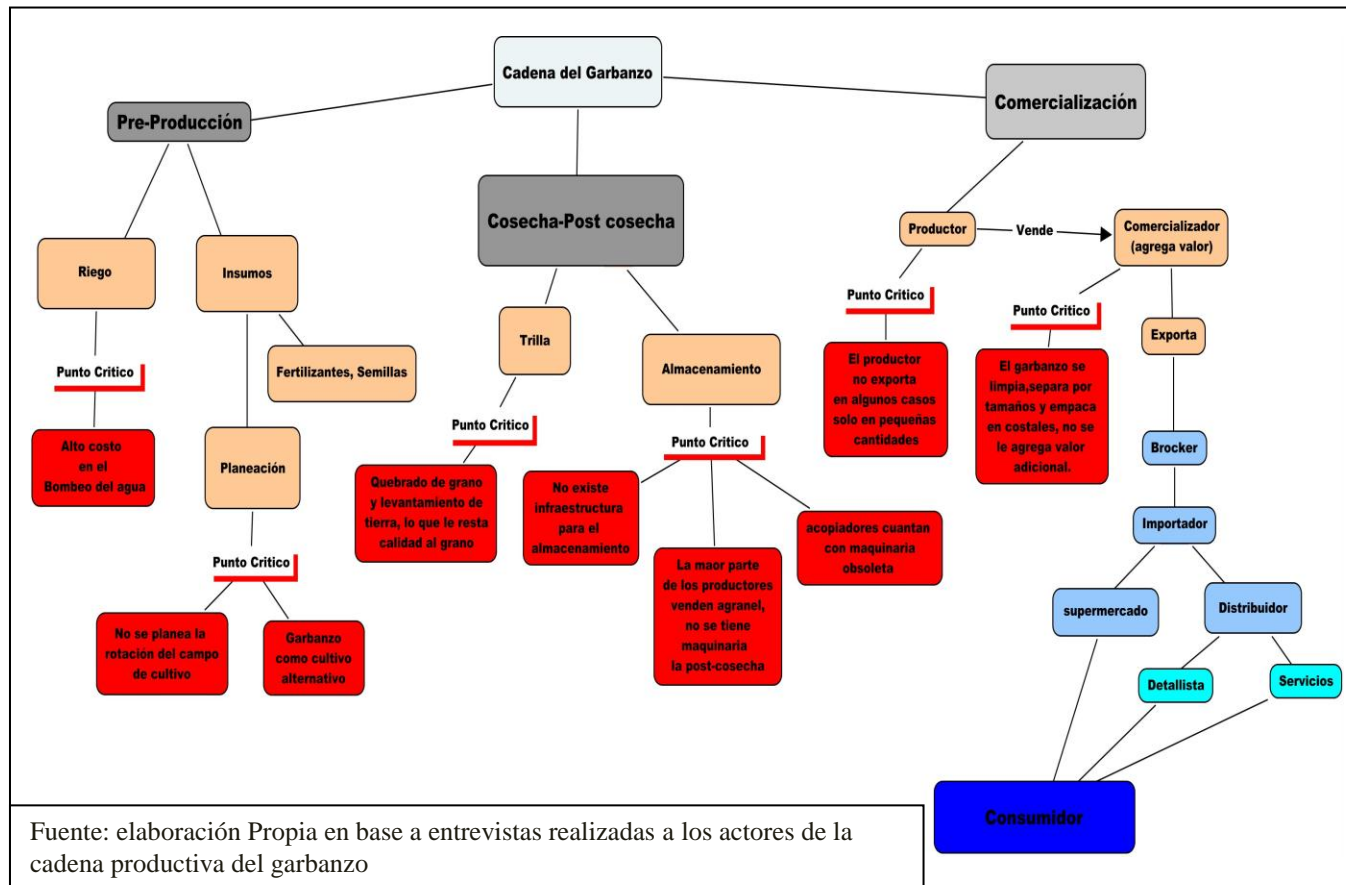 Cadena del Garbanzo
Pre-Producción
Comercialización
Cosecha-Post cosecha
Riego
Insumos
Productor
Vende
Comercializador
(agrega valor)
Punto Critico
Alto costo
en el
Bombeo del agua
Fertilizantes, Semillas
Planeación
Punto Critico
No se planea la
rotación del campo
de cultivo
Garbanzo
como cultivo
alternativo
Trilla
Punto Critico
Quebrado de grano
y levantamiento de
tierra, lo que le resta
calidad al grano
Almacenamiento
Punto Critico
No existe
infraestructura
para el
almacenamiento
La maor parte
de los productores
venden agranel,
no se tiene
maquinaria
la post-cosecha
acopiadores cuantan
con maquinaria
obsoleta
Punto Critico
El productor
no exporta
en algunos casos
solo en pequeñas
cantidades
Punto Critico
El garbanzo se
limpia,separa por
tamaños y empaca
en costales, no se
le agrega valor
adicional.
Exporta
Brocker
Importador
supermercado
Distribuidor
Detallista
Servicios
Consumidor
Fuente: elaboración Propia en base a entrevistas realizadas a los actores de la
cadena productiva del garbanzo